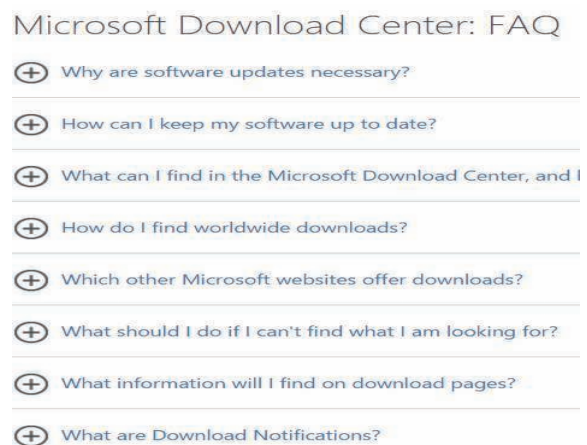 Microsoft Download Center: FAQ
Why are software updates necessary?
How can I keep my software up to date?
What can I find in the Microsoft Download Center, and
How do I find worldwide downloads?
Which other Microsoft websites offer downloads?
What should I do if I can't find what I am looking for?
What information will I find on download pages?
What are Download Notifications?